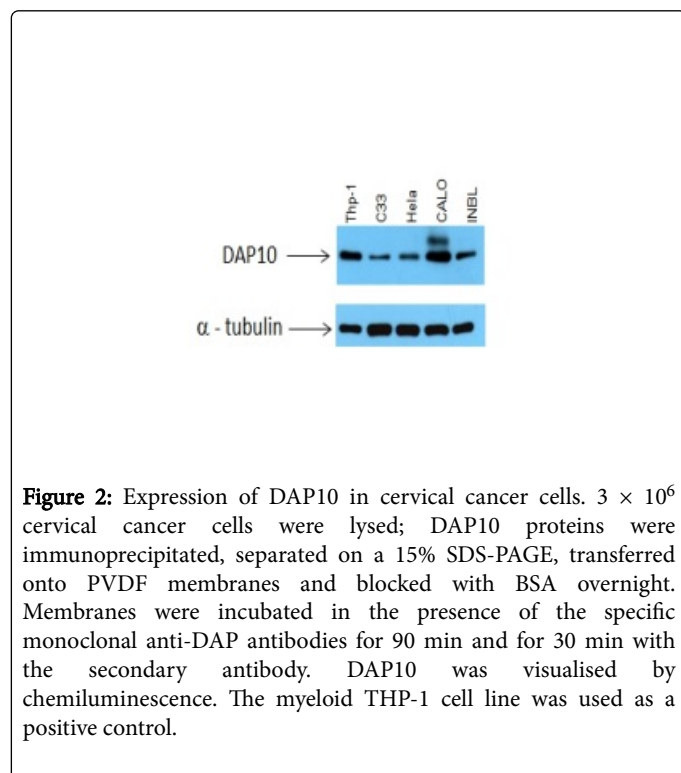 Thp-1 C33 Hela CALO INBL
DAP10
α - tubulin
Figure 2: Expression of DAP10 in cervical cancer cells. 3 × 10⁶
cervical cancer cells were lysed; DAP10 proteins were
immunoprecipitated, separated on a 15% SDS-PAGE, transferred
onto PVDF membranes and blocked with BSA overnight.
Membranes were incubated in the presence of the specific
monoclonal anti-DAP antibodies for 90 min and for 30 min with
the secondary antibody. DAP10 was visualised by
chemiluminescence. The myeloid THP-1 cell line was used as a
positive control.